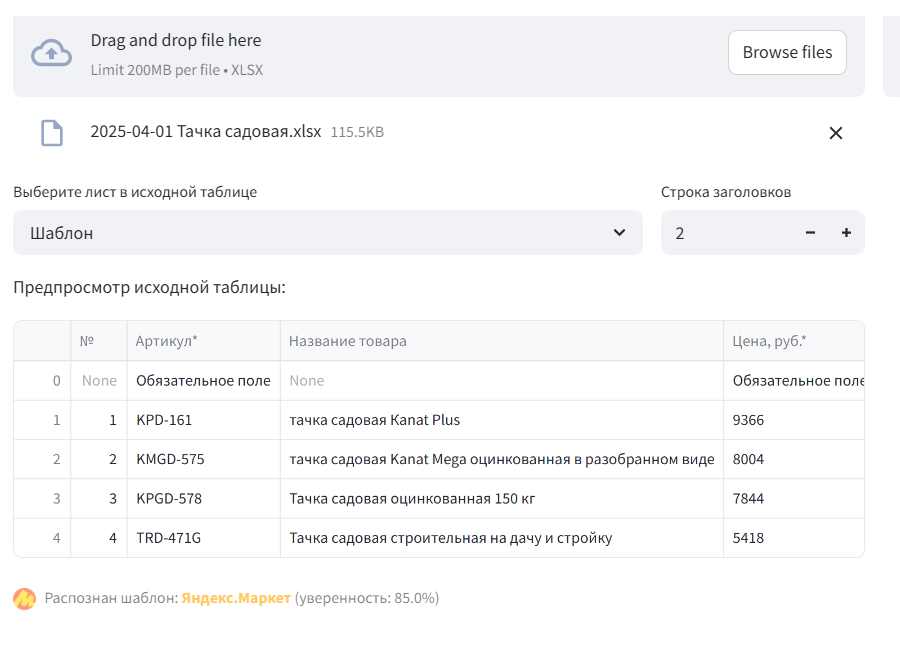 Drag and drop file here
Limit 200MB per file • XLSX
Browse files
2025-04-01 Тачка садовая.xlsx 115.5KB
Выберите лист в исходной таблице
Строка заголовков
Шаблон
2
Предпросмотр исходной таблицы:
№ Артикул* Название товара Цена, руб.*
0 None Обязательное поле None Обязательное поле
1 1 KPD-161 тачка садовая Kanat Plus 9366
2 2 KMGD-575 тачка садовая Kanat Mega оцинкованная в разобранном виде 8004
3 3 KPGD-578 Тачка садовая оцинкованная 150 кг 7844
4 4 TRD-471G Тачка садовая строительная на дачу и стройку 5418
Распознан шаблон: Яндекс.Маркет (уверенность: 85.0%)